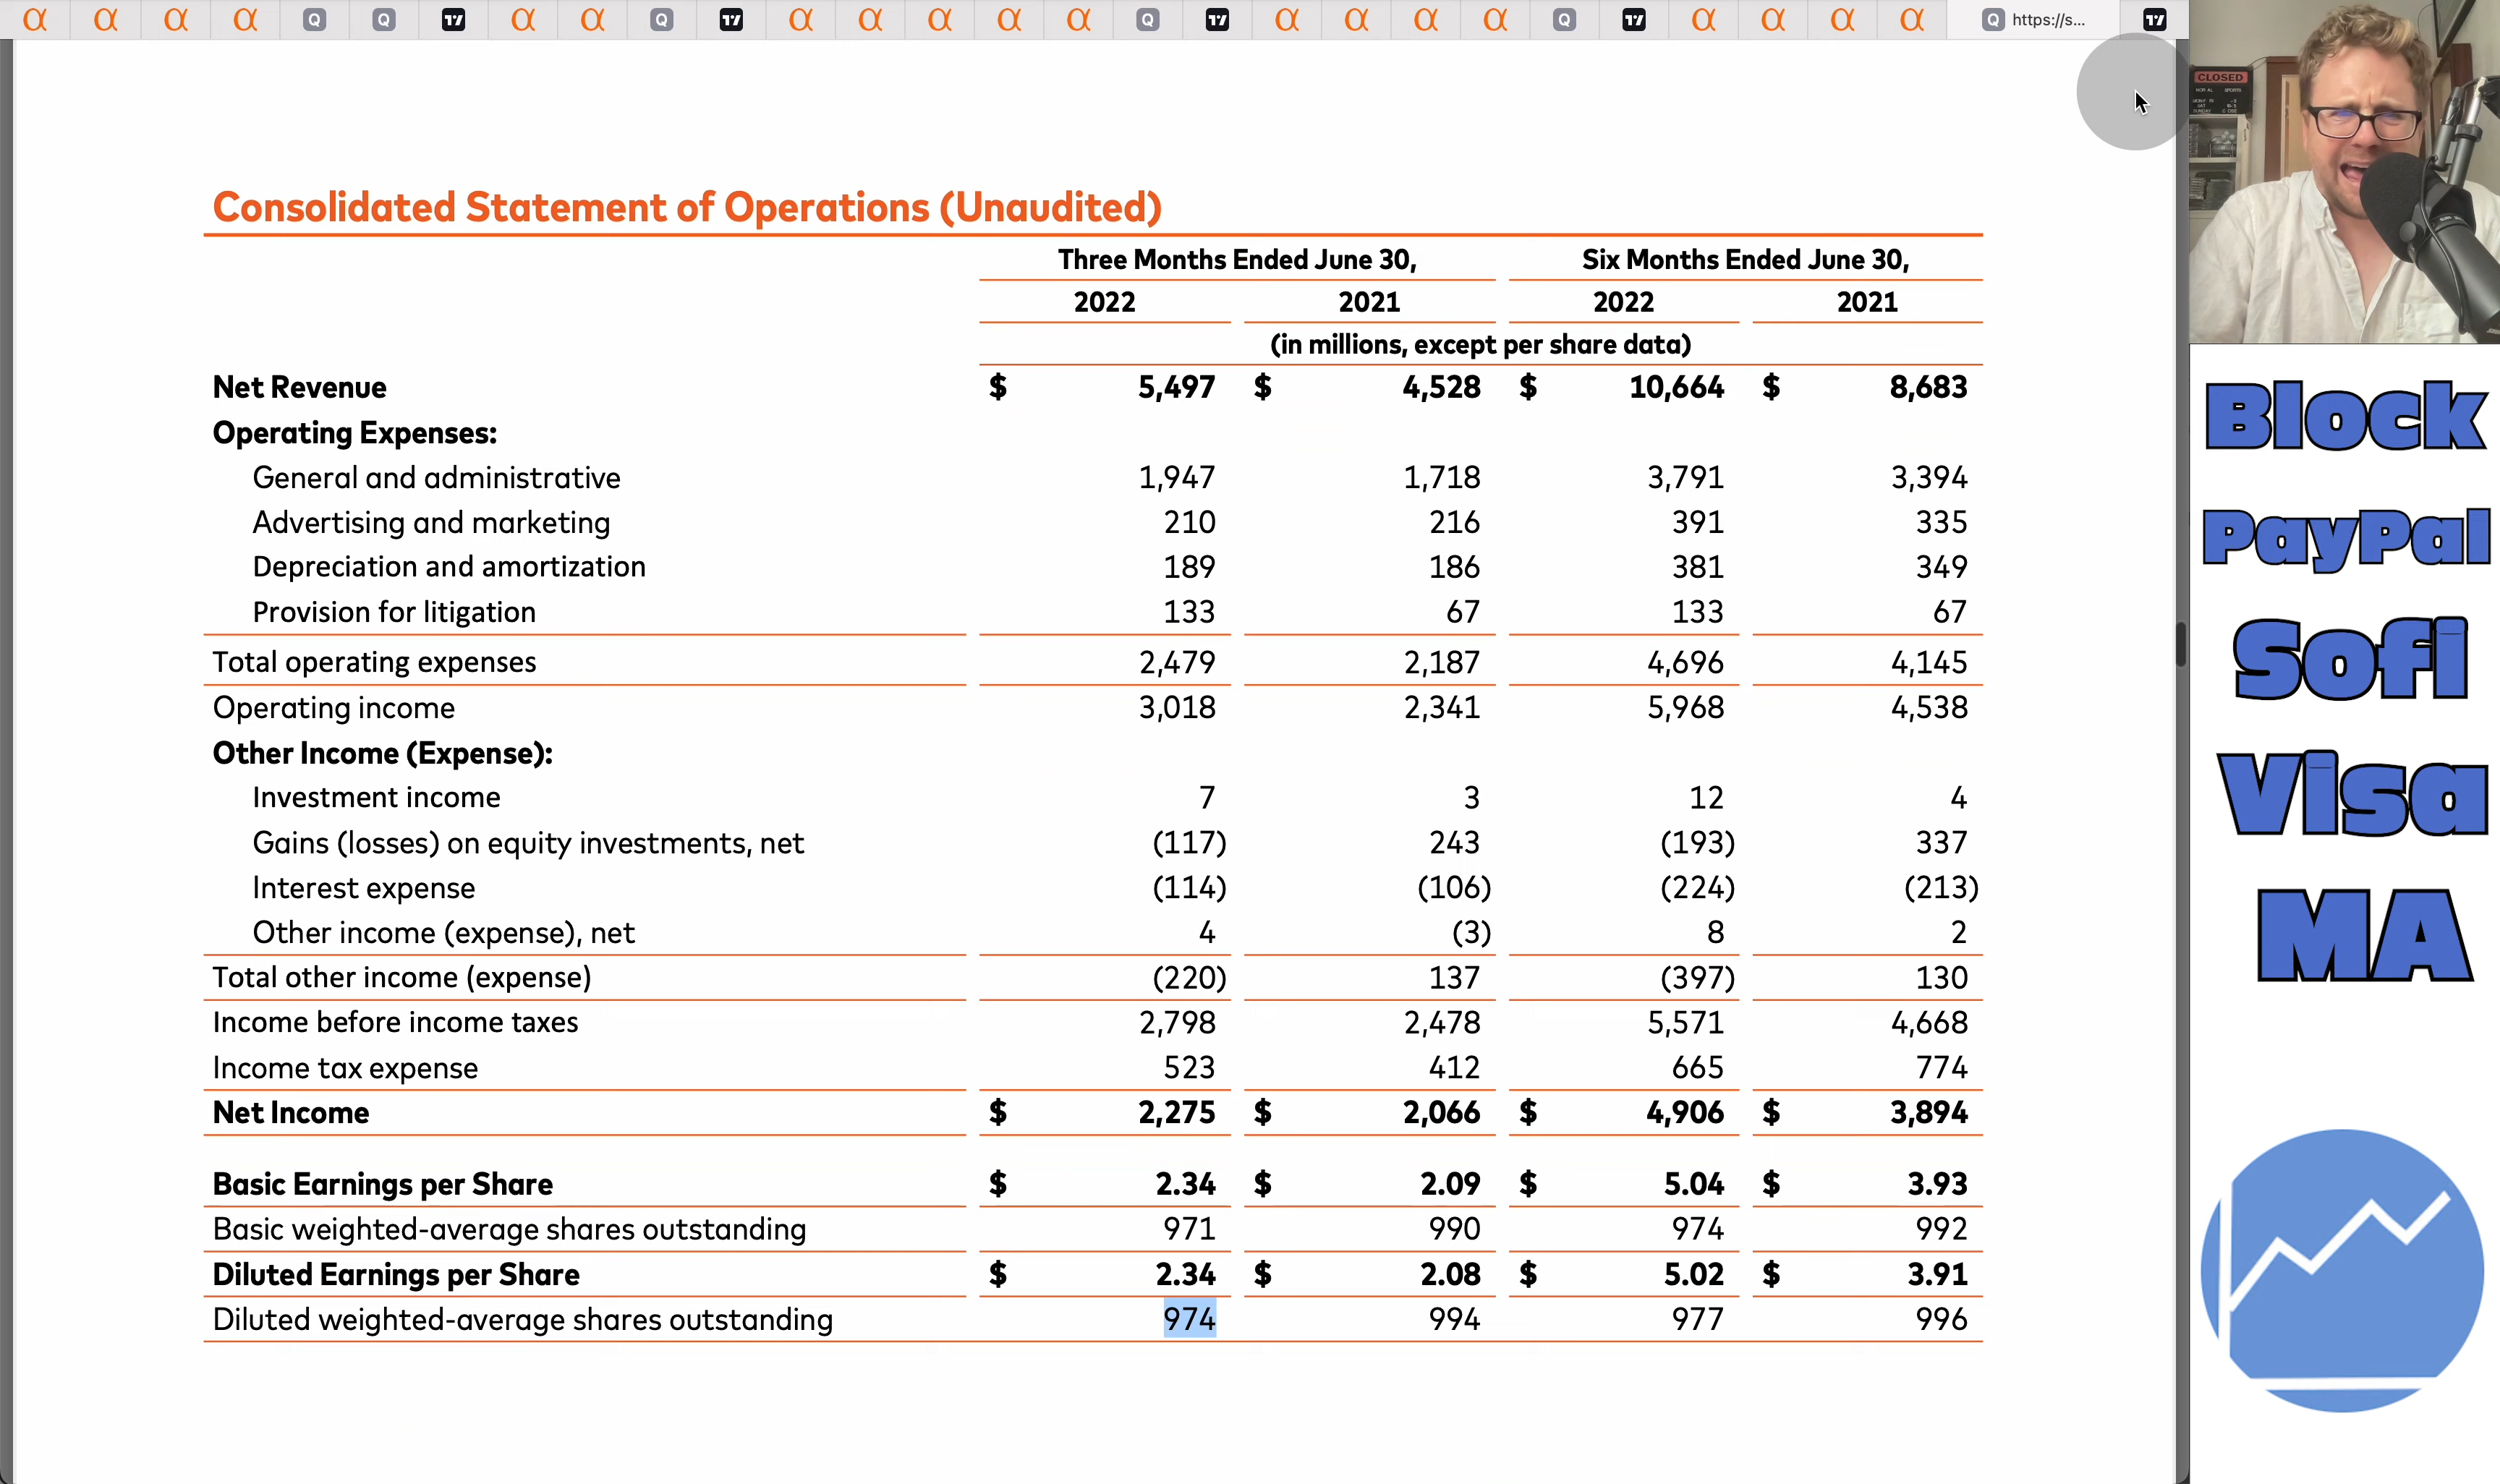 https://s...
CLOSED
Consolidated Statement of Operations (Unaudited)
Three Months Ended June 30, Six Months Ended June 30,
2022 2021 2022 2021
(in millions, except per share data)
Net Revenue $ 5,497 $ 4,528 $ 10,664 $ 8,683
Operating Expenses:
General and administrative 1,947 1,718 3,791 3,394
Advertising and marketing 210 216 391 335
Depreciation and amortization 189 186 381 349
Provision for litigation 133 67 133 67
Total operating expenses 2,479 2,187 4,696 4,145
Operating income 3,018 2,341 5,968 4,538
Other Income (Expense):
Investment income 7 3 12 4
Gains (losses) on equity investments, net (117) 243 (193) 337
Interest expense (114) (106) (224) (213)
Other income (expense), net 4 (3) 8 2
Total other income (expense) (220) 137 (397) 130
Income before income taxes 2,798 2,478 5,571 4,668
Income tax expense 523 412 665 774
Net Income $ 2,275 $ 2,066 $ 4,906 $ 3,894
Basic Earnings per Share $ 2.34 $ 2.09 $ 5.04 $ 3.93
Basic weighted-average shares outstanding 971 990 974 992
Diluted Earnings per Share $ 2.34 $ 2.08 $ 5.02 $ 3.91
Diluted weighted-average shares outstanding 974 994 977 996
Block
PayPal
Sofi
Visa
MA